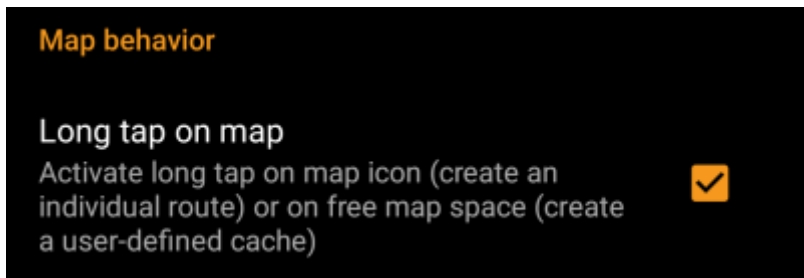 Map behavior
Long tap on map
Activate long tap on map icon (create an
individual route) or on free map space (create
a user-defined cache)